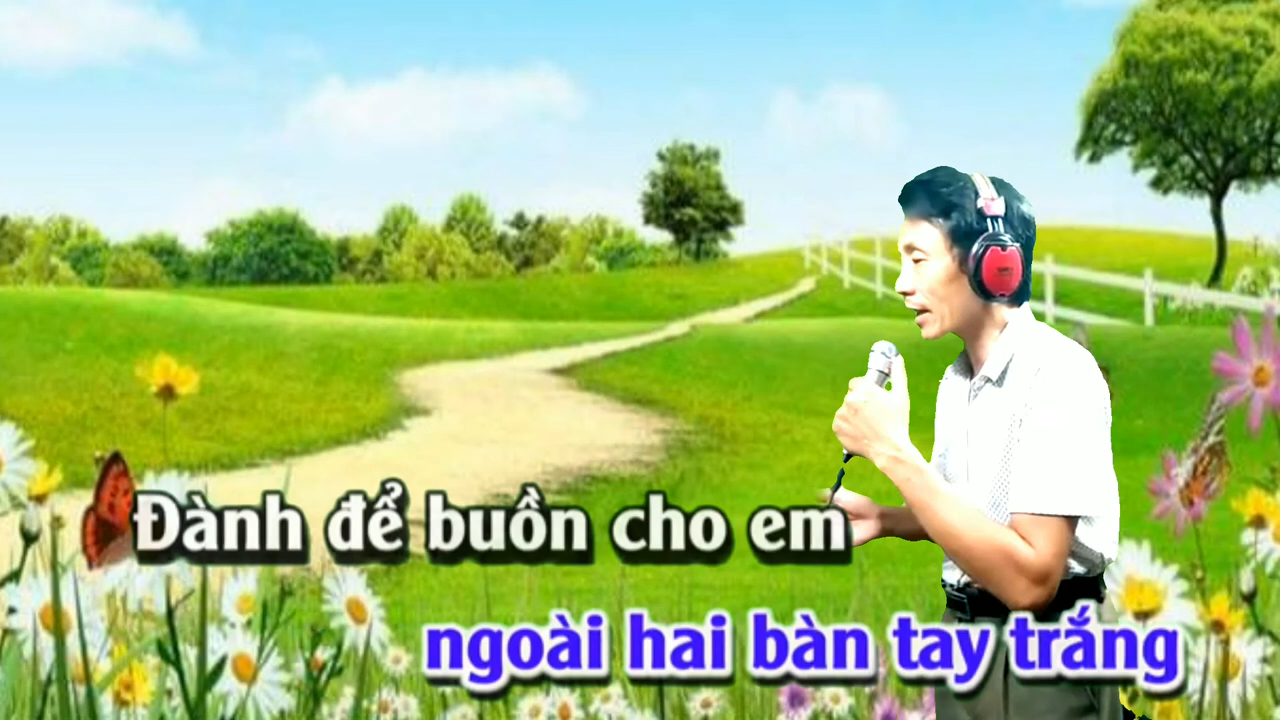 Đành để buồn cho em
ngoài hai bàn tay trắng